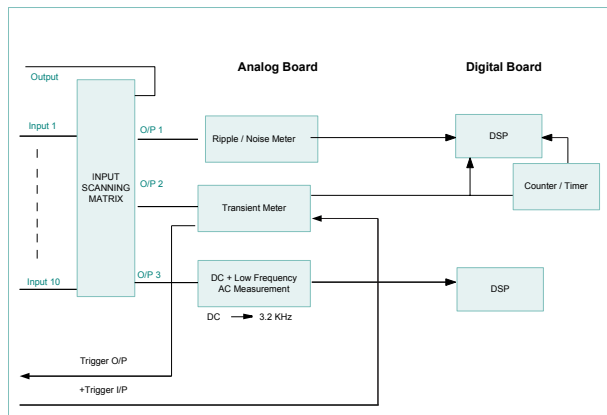 Analog Board
Digital Board
Output
Input 1
O/P 1
Ripple / Noise Meter
DSP
INPUT
SCANNING
MATRIX
O/P 2
Transient Meter
Counter / Timer
Input 10
O/P 3
DC + Low Frequency
AC Measurement
DSP
DC
3.2 KHz
Trigger O/P
+Trigger I/P